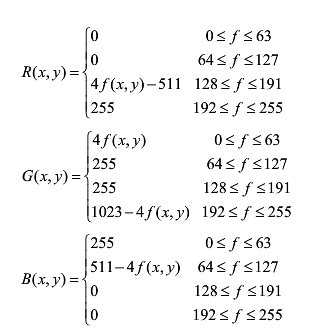 0 0 ≤ f ≤ 63
0 64 ≤ f ≤ 127
R(x, y) = { 4f(x, y)−511 128 ≤ f ≤ 191
255 192 ≤ f ≤ 255
4f(x, y) 0 ≤ f ≤ 63
255 64 ≤ f ≤ 127
G(x, y) = { 255 128 ≤ f ≤ 191
1023−4f(x, y) 192 ≤ f ≤ 255
255 0 ≤ f ≤ 63
511−4f(x, y) 64 ≤ f ≤ 127
B(x, y) = { 0 128 ≤ f ≤ 191
0 192 ≤ f ≤ 255